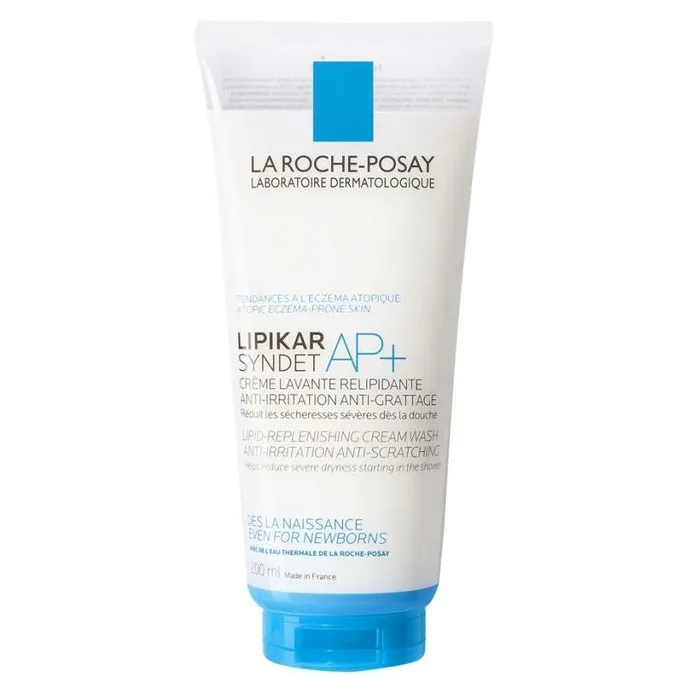 LA ROCHE-POSAY
LABORATOIRE DERMATOLOGIQUE
TENDANCES A L'ECZÉMA ATOPIQUE
ATOPIC ECZEMA-PRONE SKIN
LIPIKAR
SYNDET AP+
CRÈME LAVANTE RELIPIDANTE
ANTI-IRRITATION ANTI-GRATTAGE
Réduit les sécheresses sévères dès la douche
LIPID-REPLENISHING CREAM WASH
ANTI-IRRITATION ANTI-SCRATCHING
Helps reduce severe dryness starting in the shower
DÈS LA NAISSANCE
EVEN FOR NEWBORNS
AVEC DE L'EAU THERMALE DE LA ROCHE-POSAY
200 ml Made in France